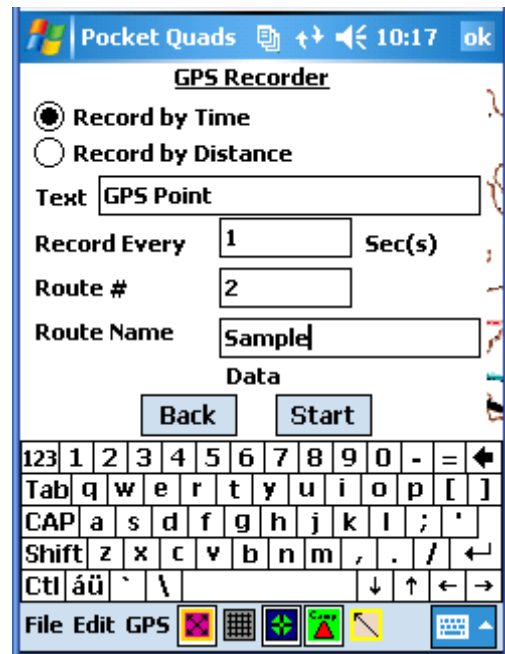 Pocket Quads 10:17 ok
GPS Recorder
Record by Time
Record by Distance
Text GPS Point
Record Every 1 Sec(s)
Route # 2
Route Name Sample
Data
Back Start
123 1 2 3 4 5 6 7 8 9 0 - = 🡄
Tab q w e r t y u i o p [ ]
CAP a s d f g h j k l ; '
Shift z x c v b n m , . / ↵
Ctl áü ` \ ↓ ↑ ← →
File Edit GPS